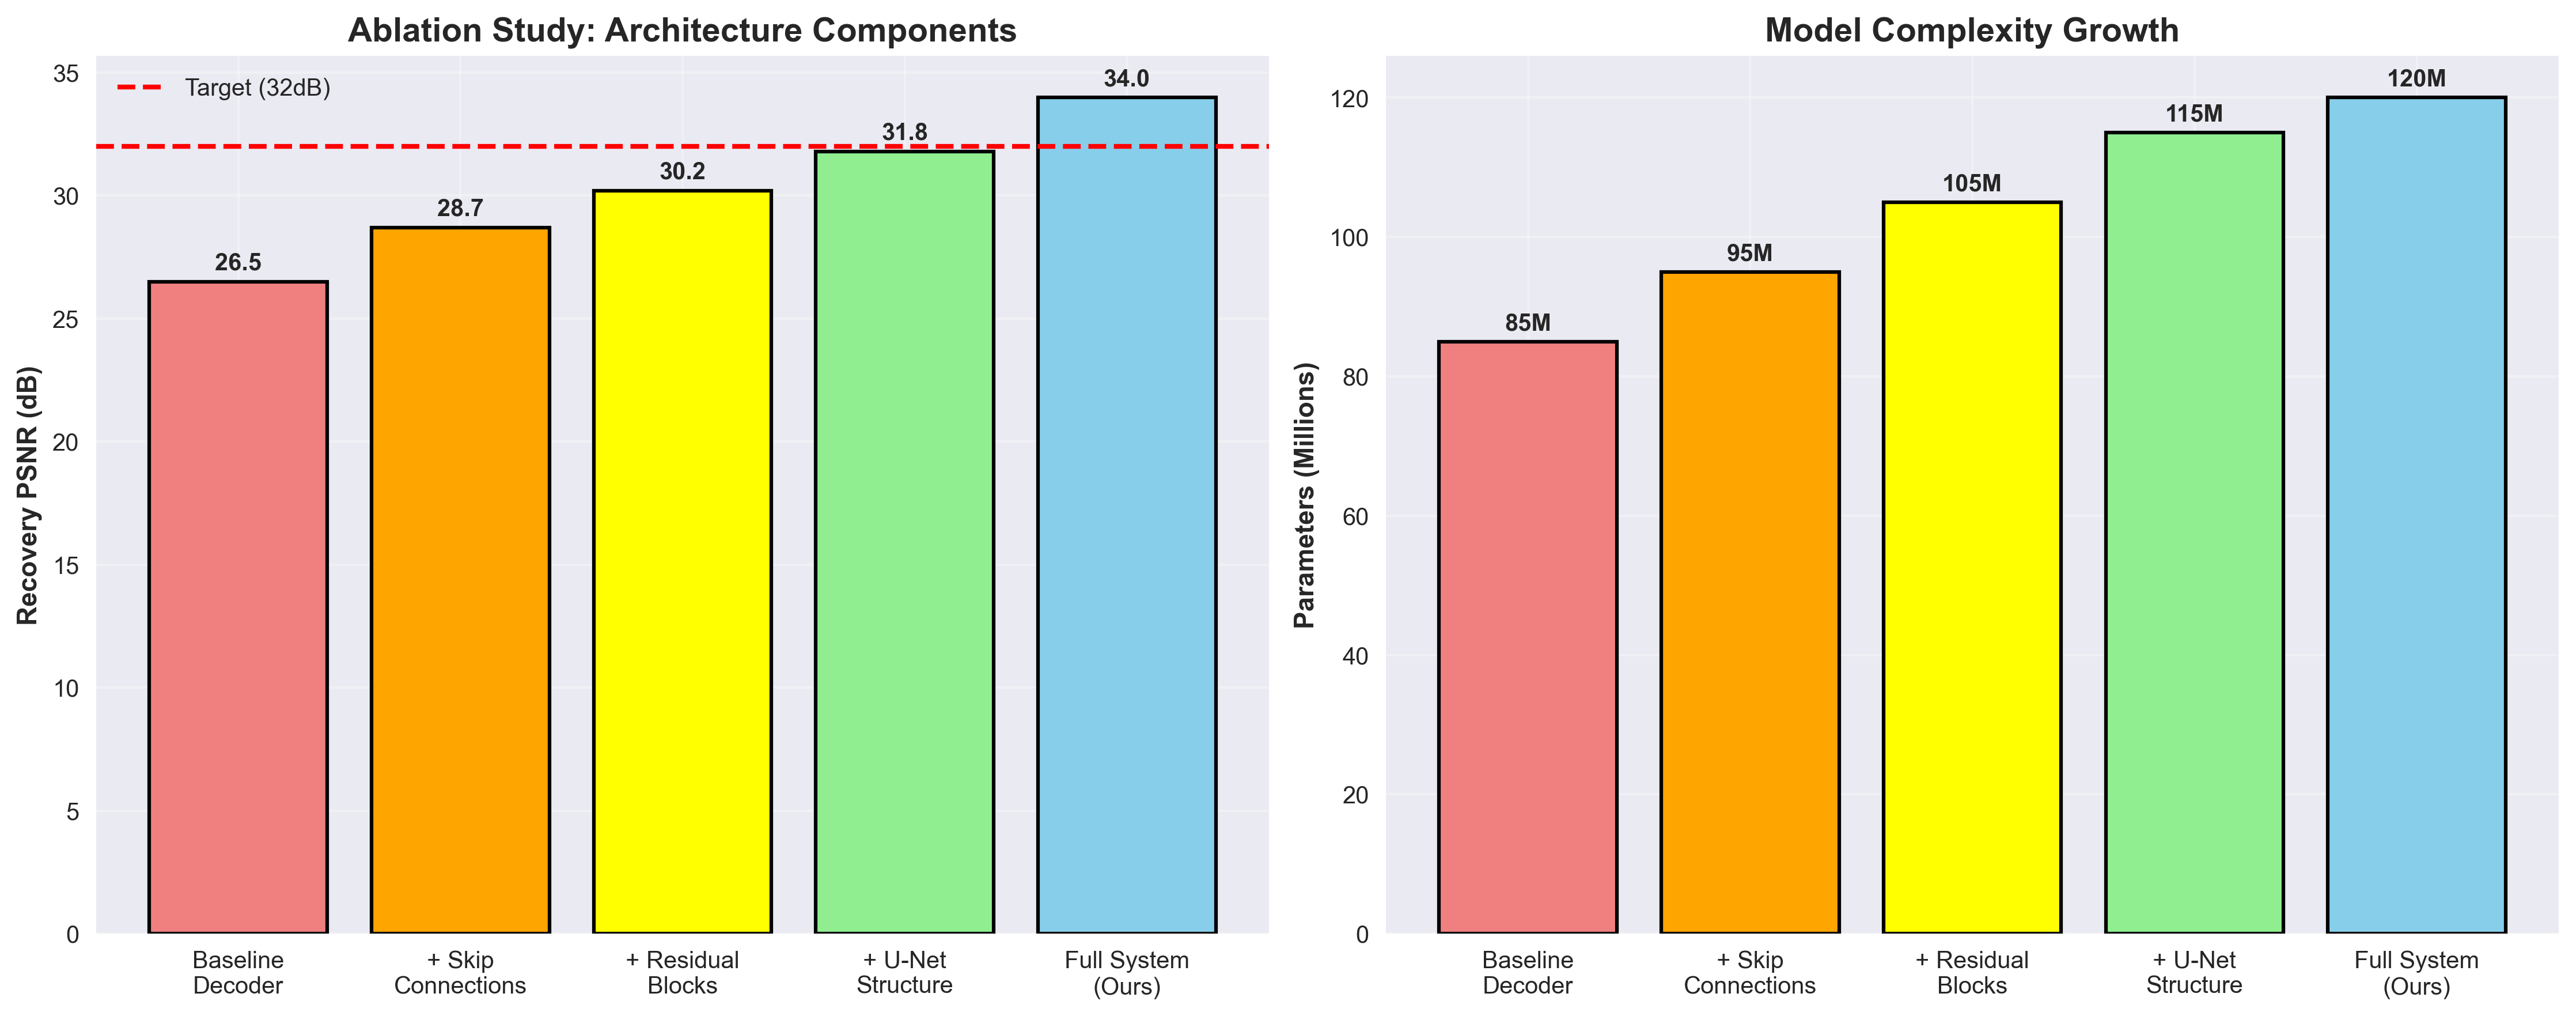 Ablation Study: Architecture Components
Target (32dB)
Recovery PSNR (dB)
35
30
25
20
15
10
5
0
26.5
28.7
30.2
31.8
34.0
Baseline
Decoder
+ Skip
Connections
+ Residual
Blocks
+ U-Net
Structure
Full System
(Ours)
Model Complexity Growth
Parameters (Millions)
120
100
80
60
40
20
0
85M
95M
105M
115M
120M
Baseline
Decoder
+ Skip
Connections
+ Residual
Blocks
+ U-Net
Structure
Full System
(Ours)